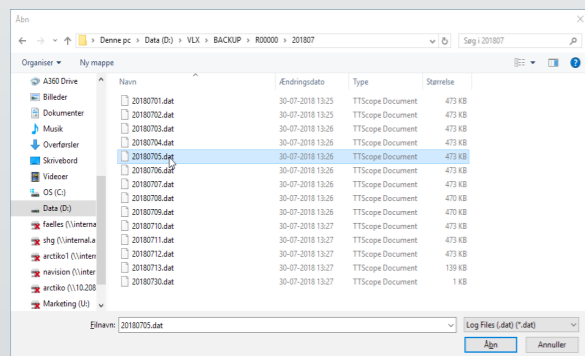 Åbn
> Denne pc > Data (D:) > VLX > BACKUP > R00000 > 201807
Søg i 201807
Organiser
Ny mappe
Navn Ændringsdato Type Størrelse
A360 Drive
Billeder
Dokumenter
Musik
Overførsler
Skrivebord
Videoer
OS (C:)
Data (D:)
faelles (\\interna
shg (\\internal.a
arctiko1 (\\intern
navision (\\inter
arctiko (\\10.208
Marketing (U:)
20180701.dat 30-07-2018 13:25 TTScope Document 473 KB
20180702.dat 30-07-2018 13:25 TTScope Document 473 KB
20180703.dat 30-07-2018 13:26 TTScope Document 473 KB
20180704.dat 30-07-2018 13:26 TTScope Document 473 KB
20180705.dat 30-07-2018 13:26 TTScope Document 473 KB
20180706.dat 30-07-2018 13:26 TTScope Document 473 KB
20180707.dat 30-07-2018 13:26 TTScope Document 473 KB
20180708.dat 30-07-2018 13:26 TTScope Document 470 KB
20180709.dat 30-07-2018 13:26 TTScope Document 470 KB
20180710.dat 30-07-2018 13:27 TTScope Document 473 KB
20180711.dat 30-07-2018 13:27 TTScope Document 473 KB
20180712.dat 30-07-2018 13:27 TTScope Document 473 KB
20180713.dat 30-07-2018 13:27 TTScope Document 139 KB
20180730.dat 30-07-2018 13:27 TTScope Document 1 KB
Filnavn: 20180705.dat
Log Files (.dat) (*.dat)
Åbn
Annuller